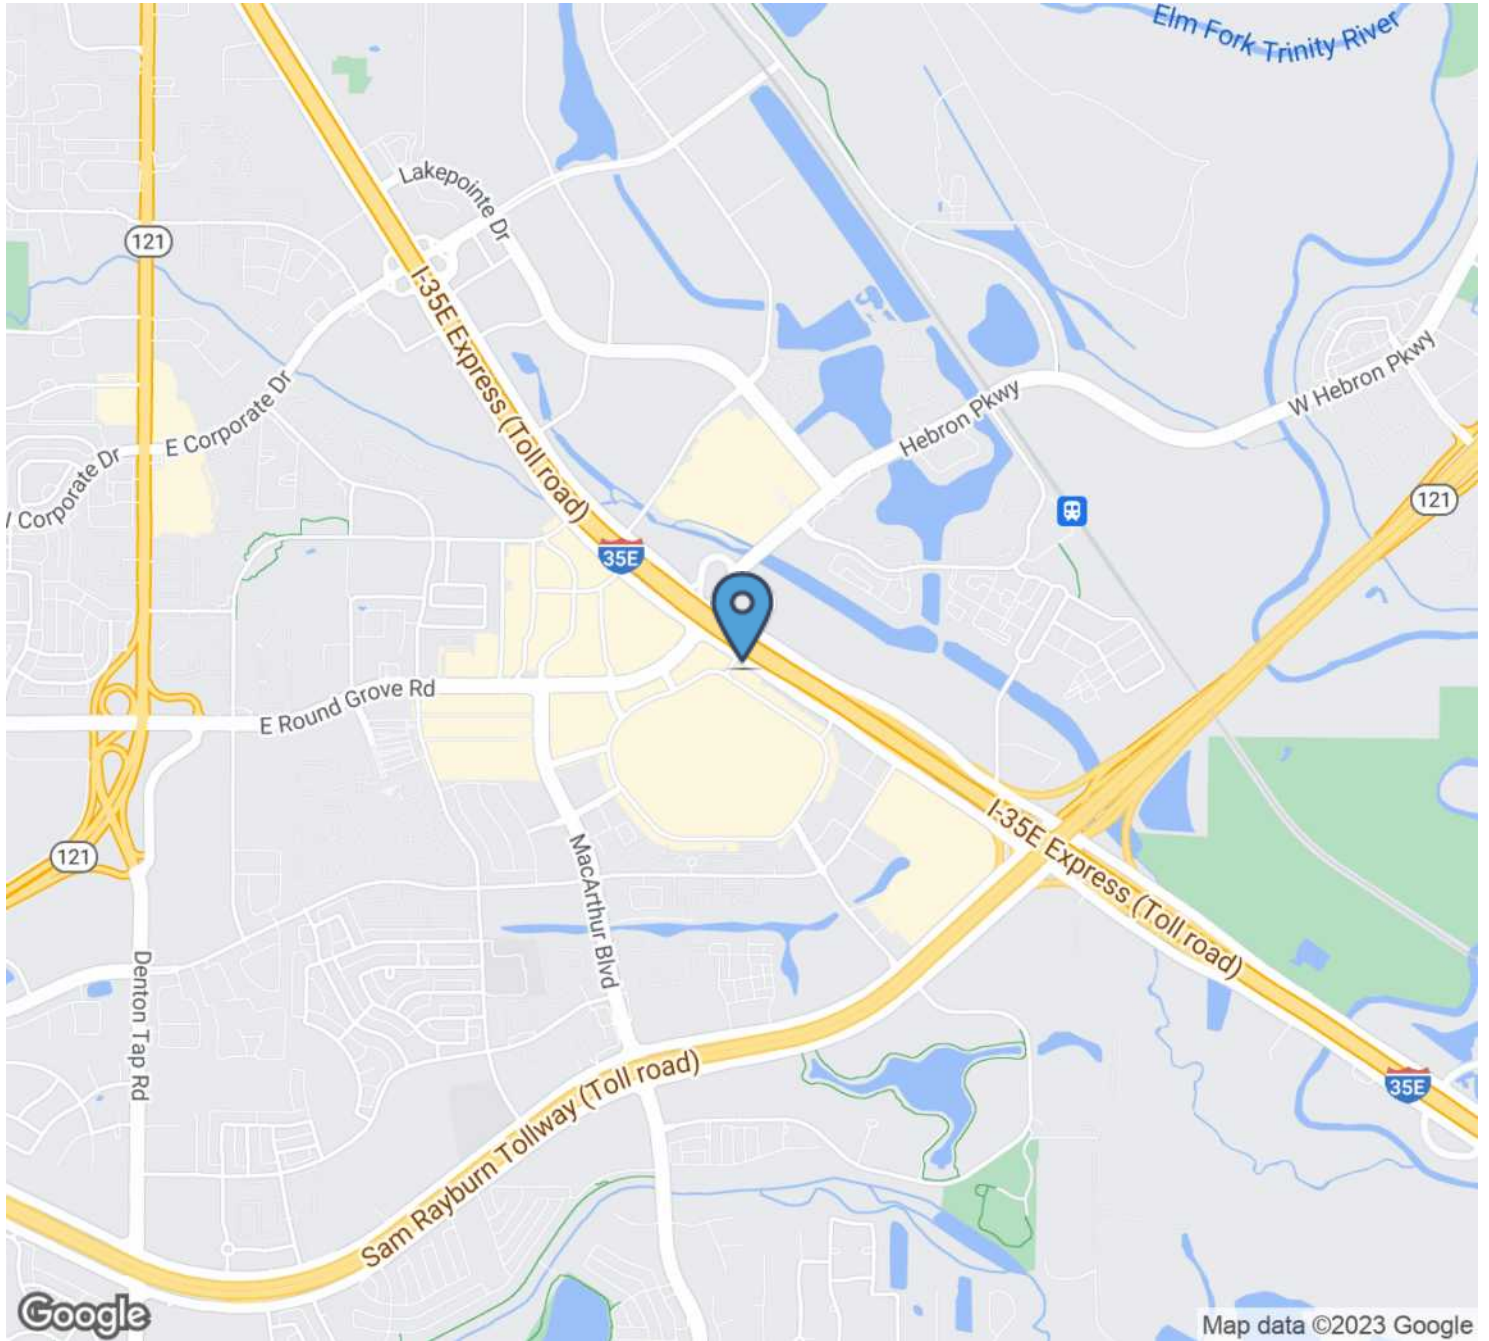 Elm Fork Trinity River
Lakepointe Dr
121
I-35E Express (Toll road)
W Hebron Pkwy
E Corporate Dr
Hebron Pkwy
Corporate Dr
121
35E
E Round Grove Rd
I-35E Express (Toll road)
121
MacArthur Blvd
Denton Tap Rd
35E
Sam Rayburn Tollway (Toll road)
Google
Map data ©2023 Google